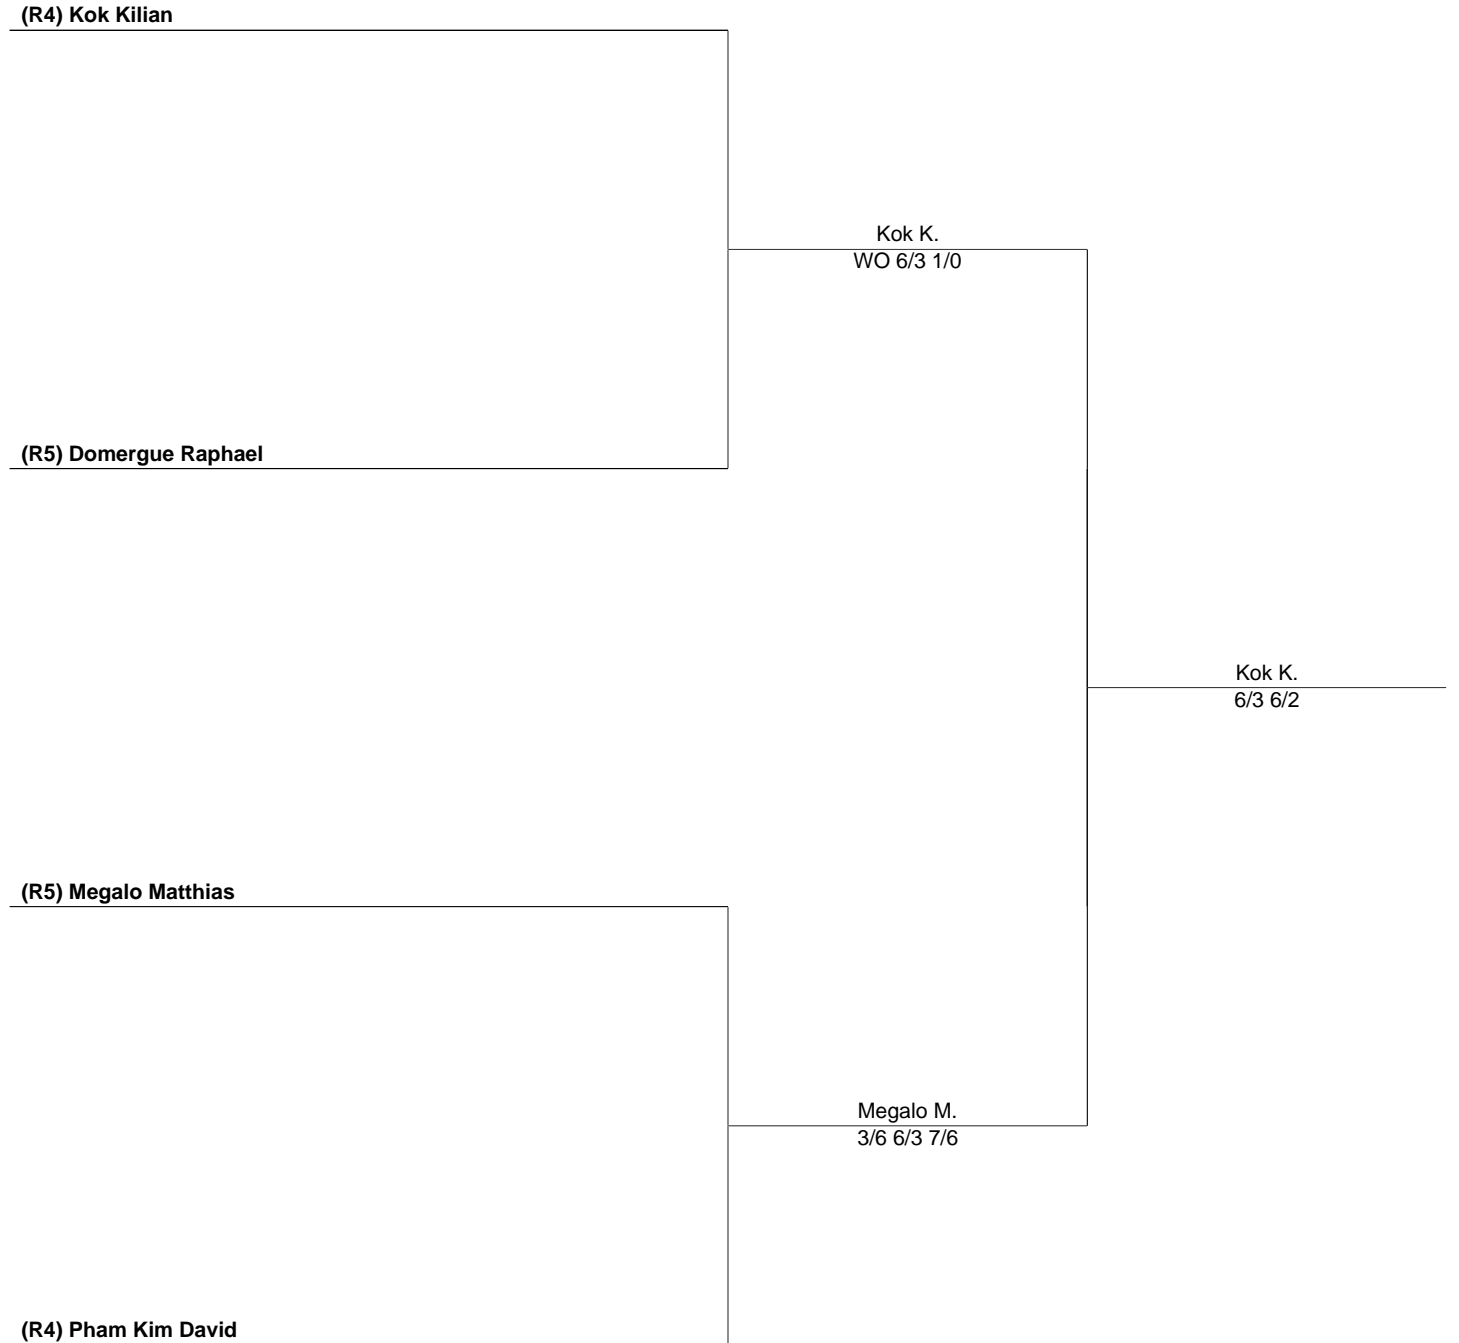 (R4) Kok Kilian
Kok K.
WO 6/3 1/0
(R5) Domergue Raphael
Kok K.
6/3 6/2
(R5) Megalo Matthias
Megalo M.
3/6 6/3 7/6
(R4) Pham Kim David